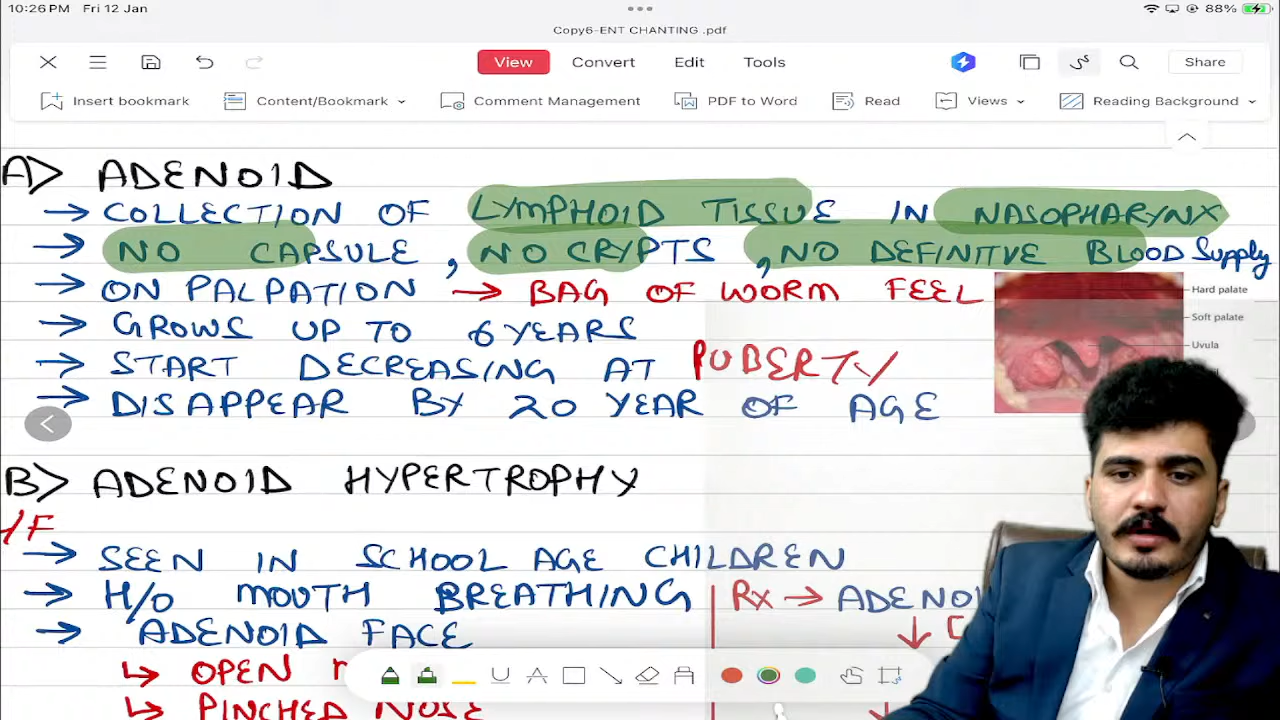 10:26 PM Fri 12 Jan 88%
Copy6-ENT CHANTING .pdf
View Convert Edit Tools Share
Insert bookmark Content/Bookmark Comment Management PDF to Word Read Views Reading Background
A> ADENOID
→ COLLECTION OF LYMPHOID TISSUE IN NASOPHARYNX
→ NO CAPSULE, NO CRYPTS, NO DEFINITVE BLOOD Supply
→ ON PALPATION → BAG OF WORM FEEL
Hard palate
Soft palate
→ GROWS UP TO 6 YEARS
Uvula
→ START DECREASING AT PUBERTY
→ DISAPPEAR BY 20 YEAR OF AGE
B> ADENOID HYPERTROPHY
/F
→ SEEN IN SCHOOL AGE CHILDREN
→ H/O MOUTH BREATHING
Rx →
→ ADENOID FACE
↳ OPEN
↳ PINCHED NOSE